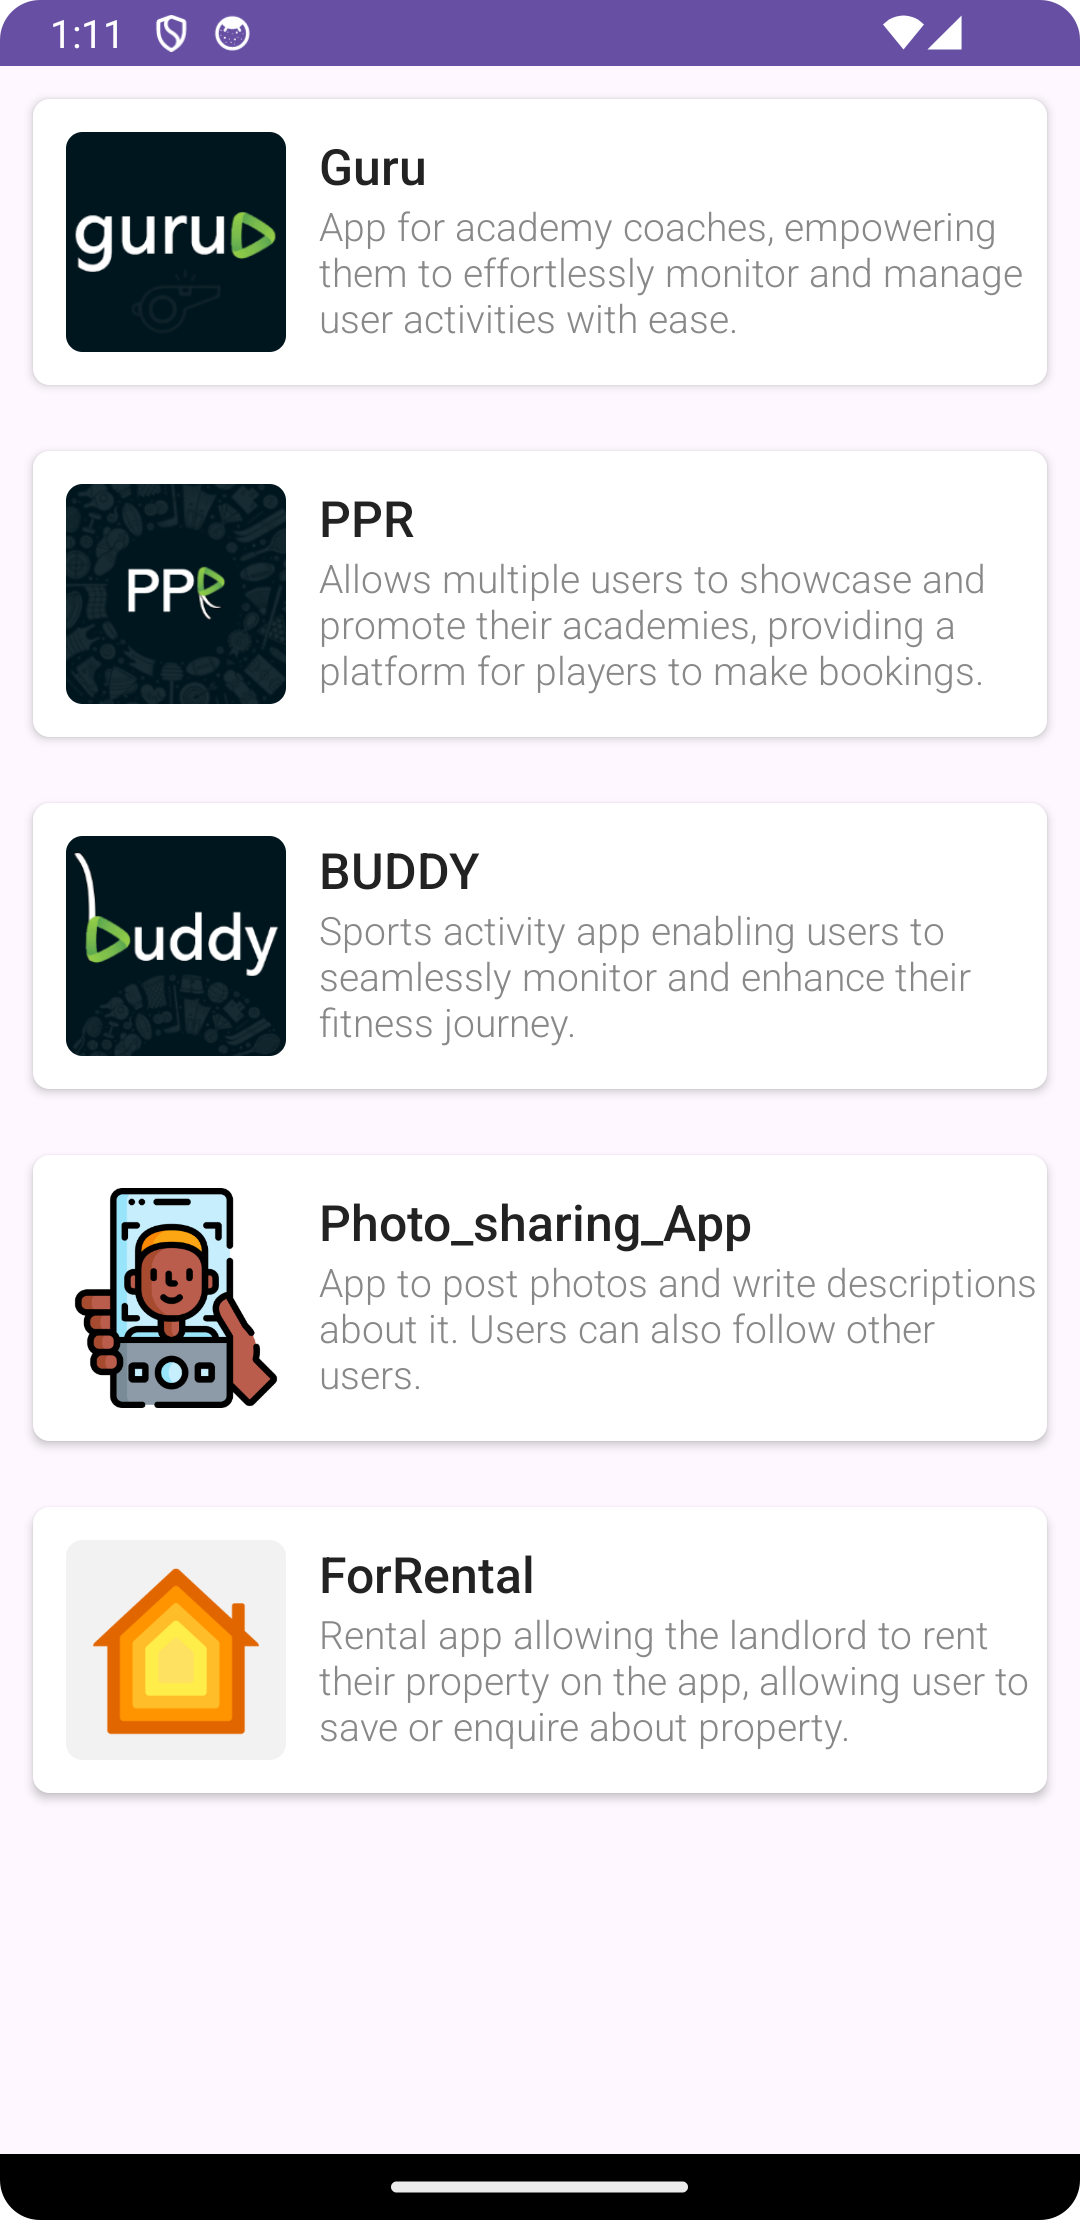 1:11
guru
Guru
App for academy coaches, empowering
them to effortlessly monitor and manage
user activities with ease.
PP
PPR
Allows multiple users to showcase and
promote their academies, providing a
platform for players to make bookings.
buddy
BUDDY
Sports activity app enabling users to
seamlessly monitor and enhance their
fitness journey.
Photo_sharing_App
App to post photos and write descriptions
about it. Users can also follow other
users.
ForRental
Rental app allowing the landlord to rent
their property on the app, allowing user to
save or enquire about property.